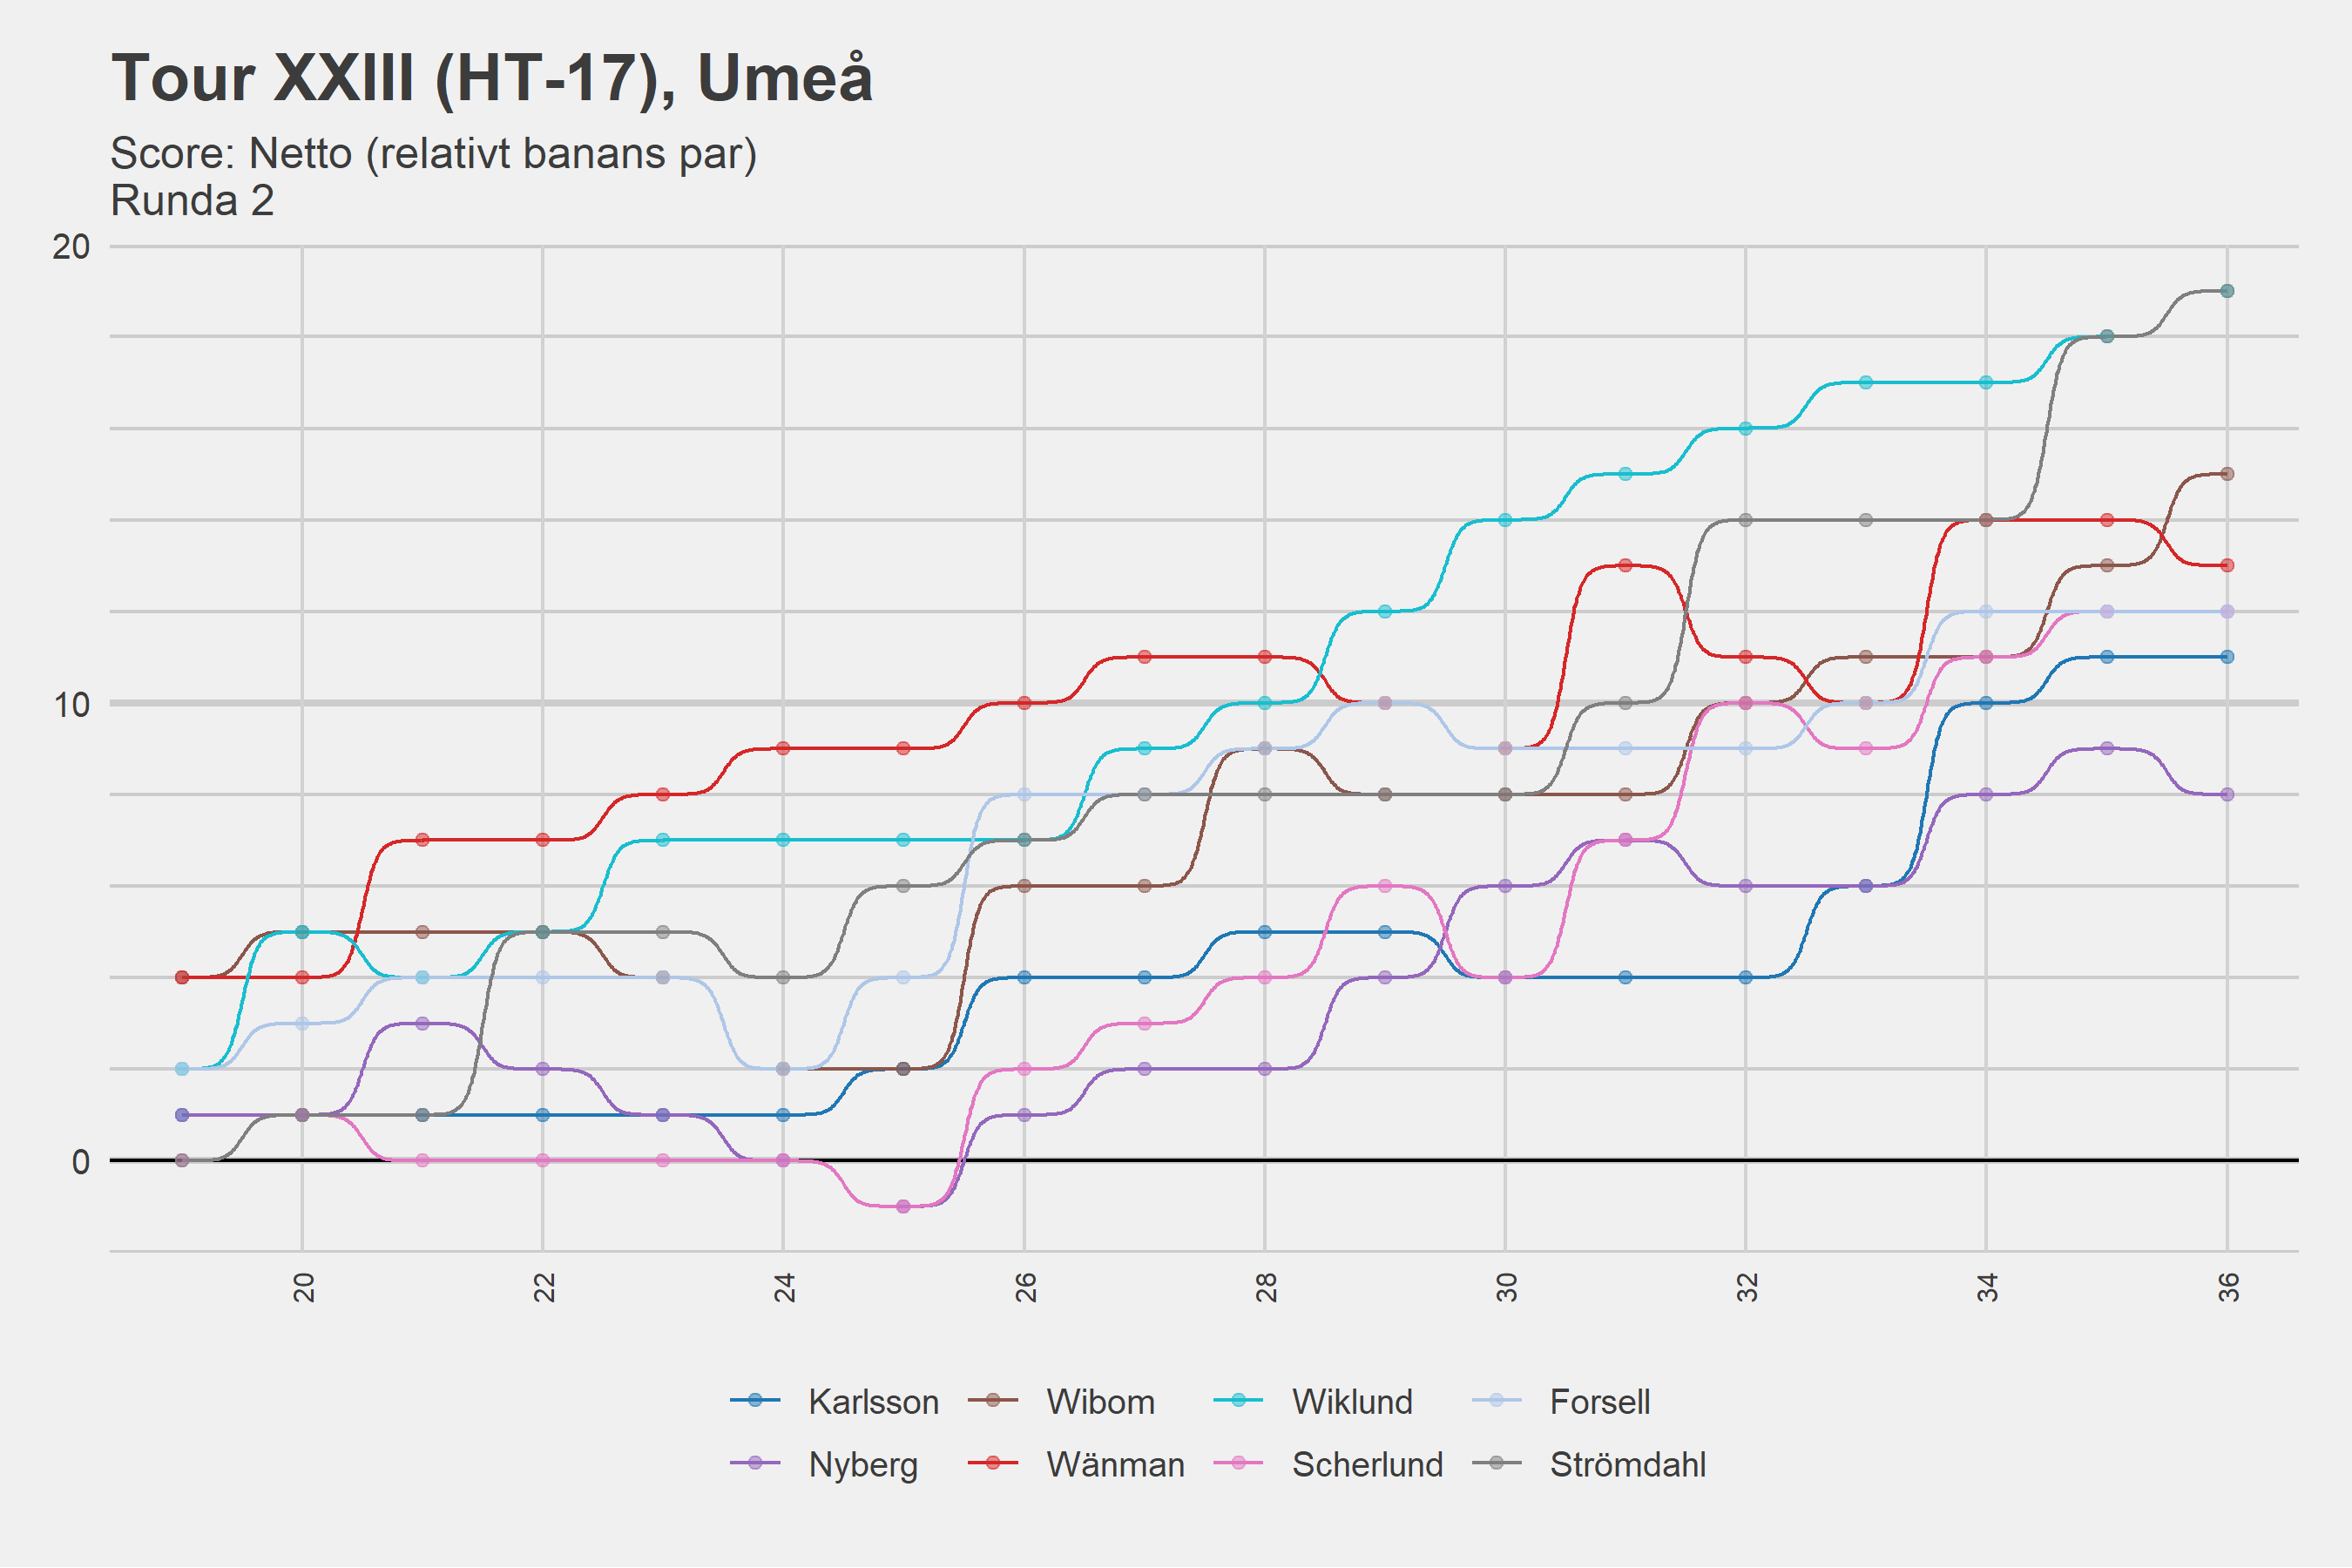 Tour XXIII (HT-17), Umeå
Score: Netto (relativt banans par)
Runda 2
20
10
0
20 22 24 26 28 30 32 34 36
Karlsson Wibom Wiklund Forsell
Nyberg Wänman Scherlund Strömdahl